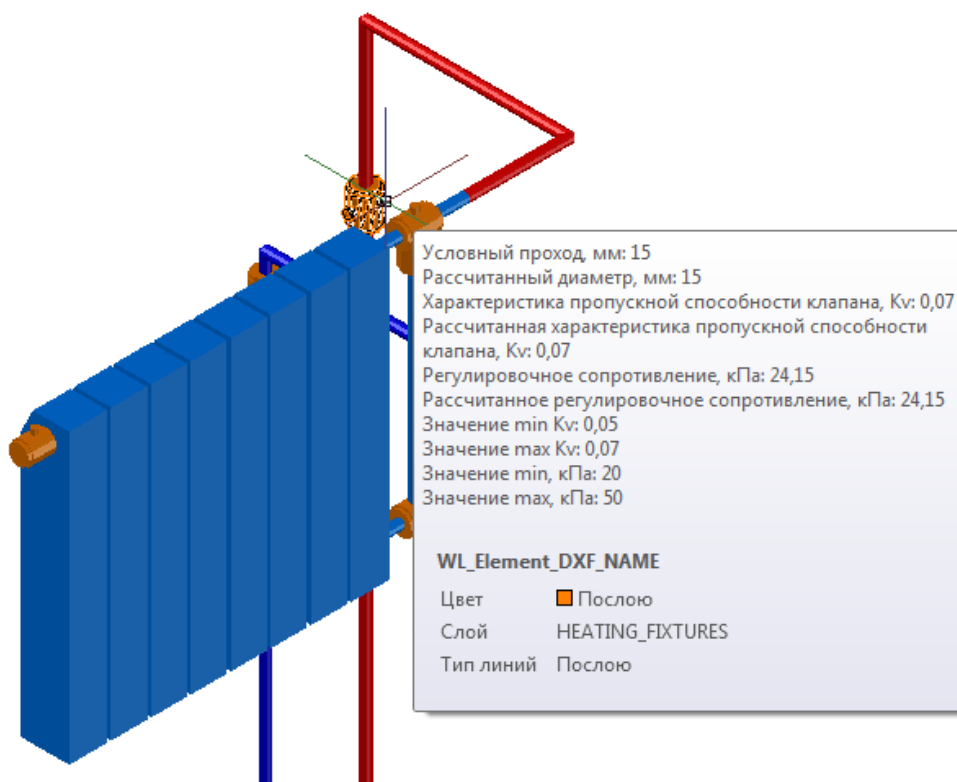 Условный проход, мм: 15
Рассчитанный диаметр, мм: 15
Характеристика пропускной способности клапана, Kv: 0,07
Рассчитанная характеристика пропускной способности
клапана, Kv: 0,07
Регулировочное сопротивление, кПа: 24,15
Рассчитанное регулировочное сопротивление, кПа: 24,15
Значение min Kv: 0,05
Значение max Kv: 0,07
Значение min, кПа: 20
Значение max, кПа: 50
WL_Element_DXF_NAME
Цвет Послою
Слой HEATING_FIXTURES
Тип линий Послою